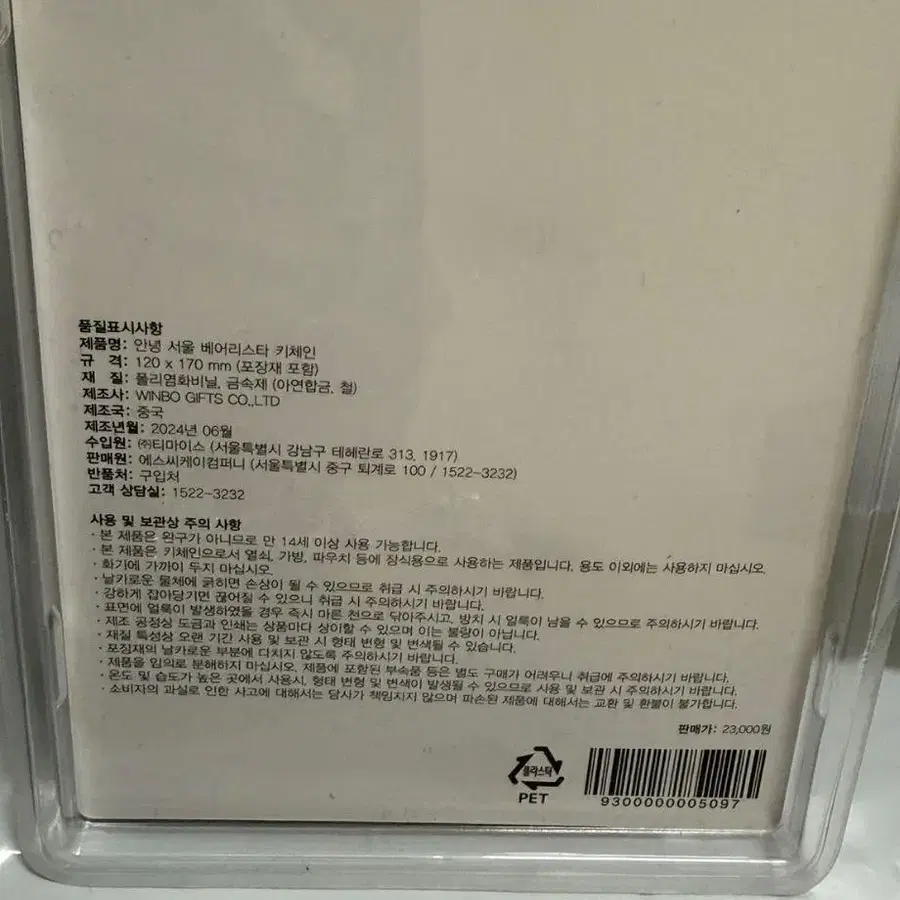 품질표시사항
제품명: 안녕 서울 베어리스타 키체인
규 격: 120 x 170 mm (포장재 포함)
재 질: 폴리염화비닐, 금속제 (아연합금, 철)
제조사: WINBO GIFTS CO.,LTD
제조국: 중국
제조년월: 2024년 06월
수입원: ㈜티마이스 (서울특별시 강남구 테헤란로 313, 1917)
판매원: 에스씨케이컴퍼니 (서울특별시 중구 퇴계로 100 / 1522-3232)
반품처: 구입처
고객 상담실: 1522-3232
사용 및 보관상 주의 사항
· 본 제품은 완구가 아니므로 만 14세 이상 사용 가능합니다.
· 본 제품은 키체인으로서 열쇠, 가방, 파우치 등에 장식용으로 사용하는 제품입니다. 용도 이외에는 사용하지 마십시오.
· 화기에 가까이 두지 마십시오.
· 날카로운 물체에 긁히면 손상이 될 수 있으므로 취급 시 주의하시기 바랍니다.
· 강하게 잡아당기면 끊어질 수 있으니 취급 시 주의하시기 바랍니다.
· 표면에 얼룩이 발생하였을 경우 즉시 마른 천으로 닦아주시고, 방치 시 얼룩이 남을 수 있으므로 주의하시기 바랍니다.
· 제조 공정상 도금과 인쇄는 상품마다 상이할 수 있으며 이는 불량이 아닙니다.
· 재질 특성상 오랜 기간 사용 및 보관 시 형태 변형 및 변색될 수 있습니다.
· 포장재의 날카로운 부분에 다치지 않도록 주의하시기 바랍니다.
· 제품을 임의로 분해하지 마십시오. 제품에 포함된 부속품 등은 별도 구매가 어려우니 취급에 주의하시기 바랍니다.
· 온도 및 습도가 높은 곳에서 사용시, 형태 변형 및 변색이 발생될 수 있으므로 사용 및 보관 시 주의하시기 바랍니다.
· 소비자의 과실로 인한 사고에 대해서는 당사가 책임지지 않으며 파손된 제품에 대해서는 교환 및 환불이 불가합니다.
판매가: 23,000원
플라스틱
PET
9300000005097